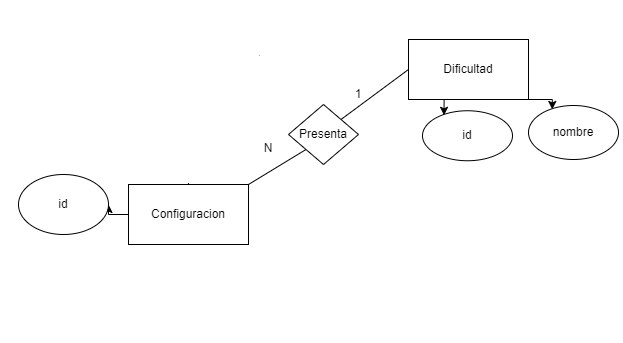 Dificultad
1
Presenta
id
nombre
N
id
Configuracion